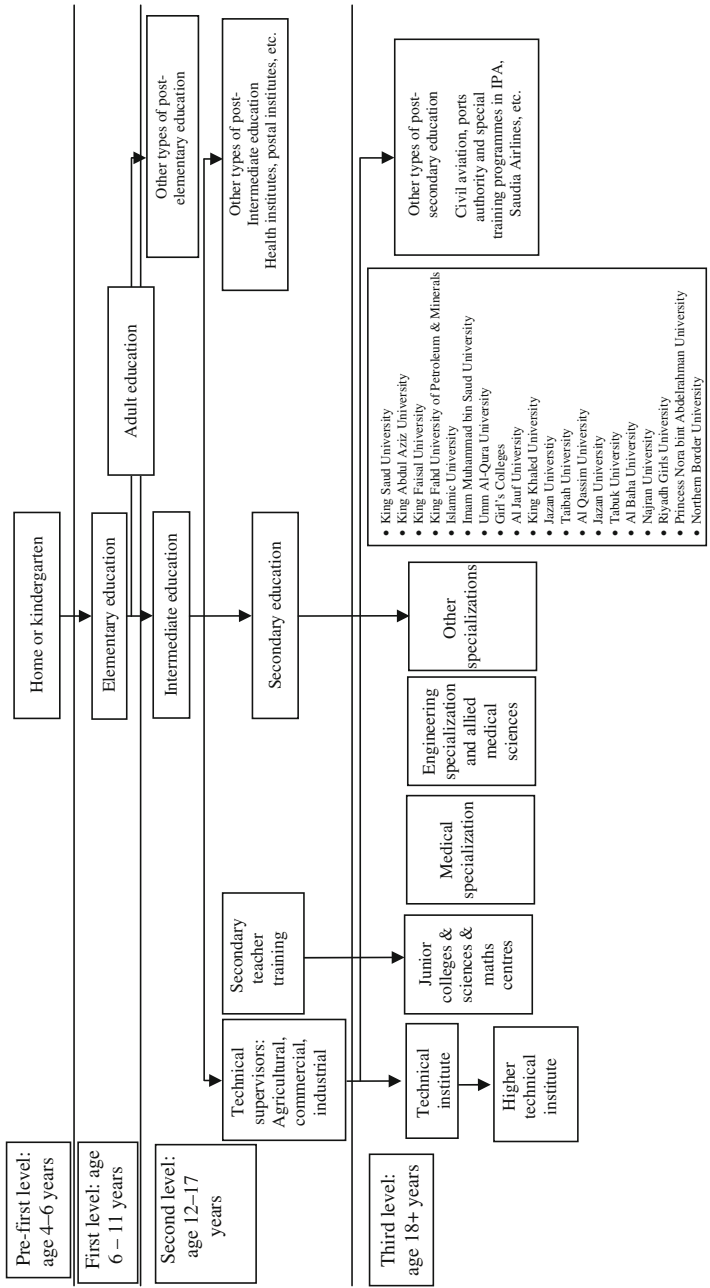 Pre-first level:
age 4–6 years
Home or kindergarten
First level: age
6 – 11 years
Elementary education
Adult education
Second level:
age 12–17
years
Intermediate education
Other types of post-
elementary education
Technical
supervisors:
Agricultural,
commercial,
industrial
Secondary
teacher
training
Secondary education
Other types of post-
Intermediate education
Health institutes, postal institutes, etc.
Third level:
age 18+ years
Technical
institute
Higher
technical
institute
Junior
colleges &
sciences &
maths
centres
Medical
specialization
Engineering
specialization
and allied
medical
sciences
Other
specializations
• King Saud University
• King Abdul Aziz University
• King Faisal University
• King Fahd University of Petroleum & Minerals
• Islamic University
• Imam Muhammad bin Saud University
• Umm Al-Qura University
• Girl's Colleges
• Al Jauf University
• King Khaled University
• Jazan Universtiy
• Taibah University
• Al Qassim University
• Jazan University
• Tabuk University
• Al Baha University
• Najran University
• Riyadh Girls University
• Princess Nora bint Abdelrahman University
• Northern Border University
Other types of post-
secondary education
Civil aviation, ports
authority and special
training programmes in IPA,
Saudia Airlines, etc.